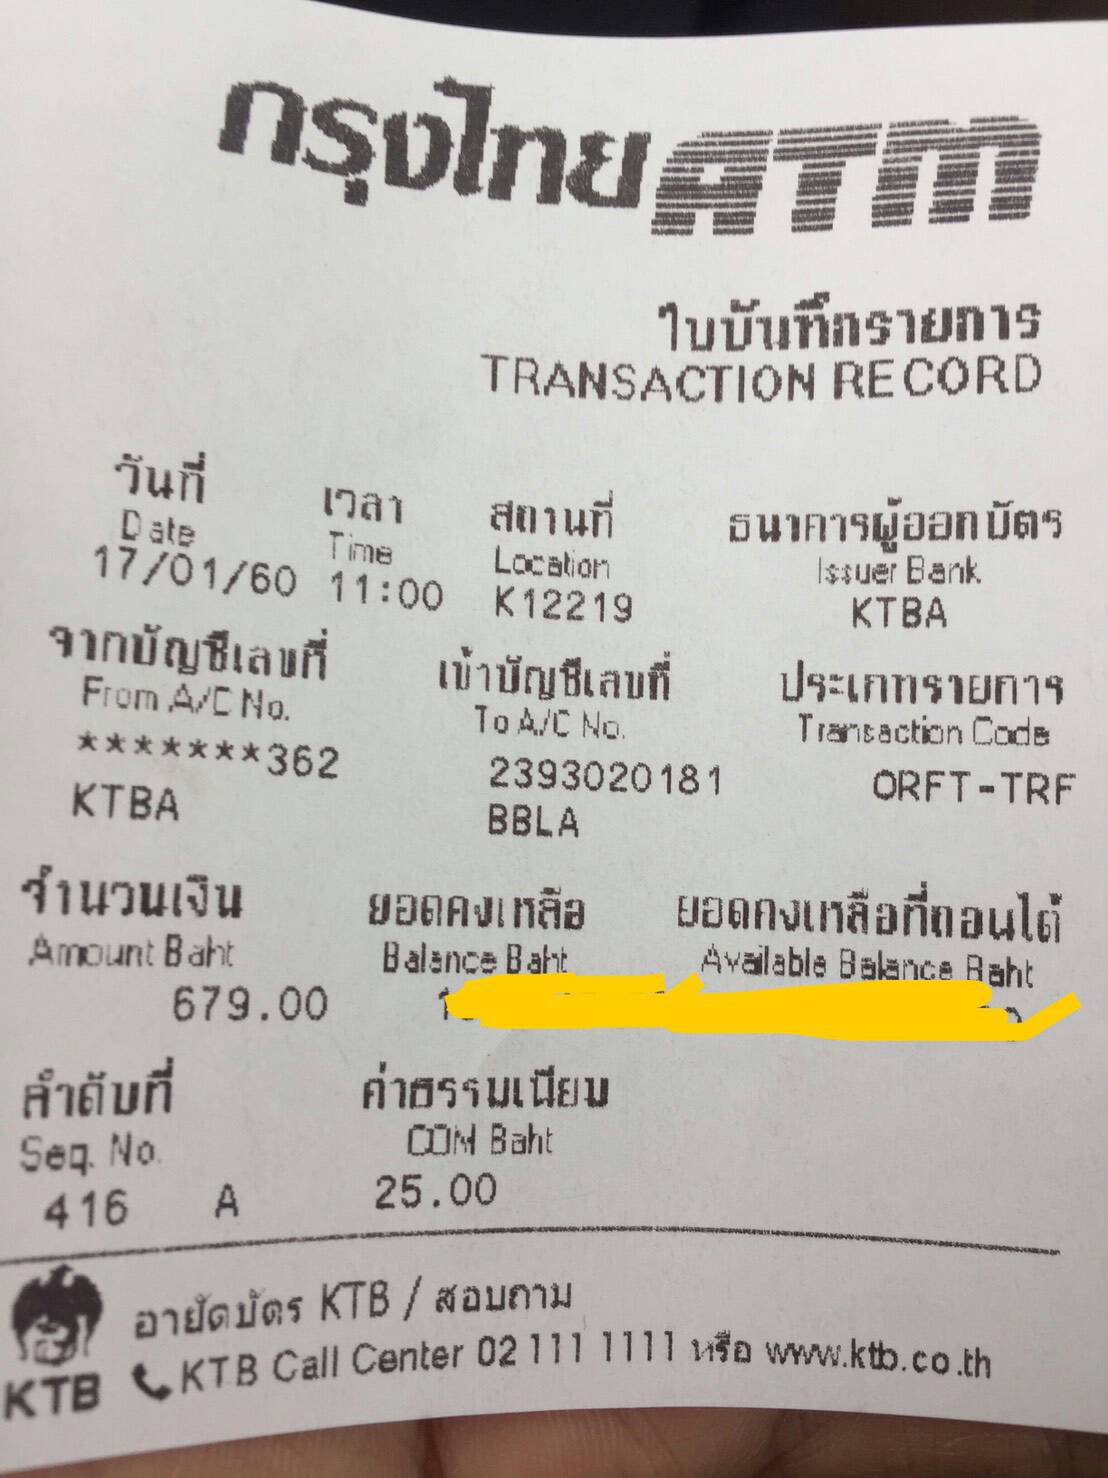 กรุงไทย ATM
ใบบันทึกรายการ
TRANSACTION RECORD
วันที่ เวลา สถานที่ ธนาคารผู้ออกบัตร
Date Time Location Issuer Bank
17/01/60 11:00 K12219 KTBA
จากบัญชีเลขที่ เข้าบัญชีเลขที่ ประเภทรายการ
From A/C No. To A/C No. Transaction Code
*******362 2393020181 ORFT-TRF
KTBA BBLA
จำนวนเงิน ยอดคงเหลือ ยอดคงเหลือที่ถอนได้
Amount Baht Balance Baht Available Balance Baht
679.00
ลำดับที่ ค่าธรรมเนียม
Seq. No. COM Baht
416 A 25.00
อายัดบัตร KTB / สอบถาม
KTB Call Center 02 111 1111 หรือ www.ktb.co.th
KTB